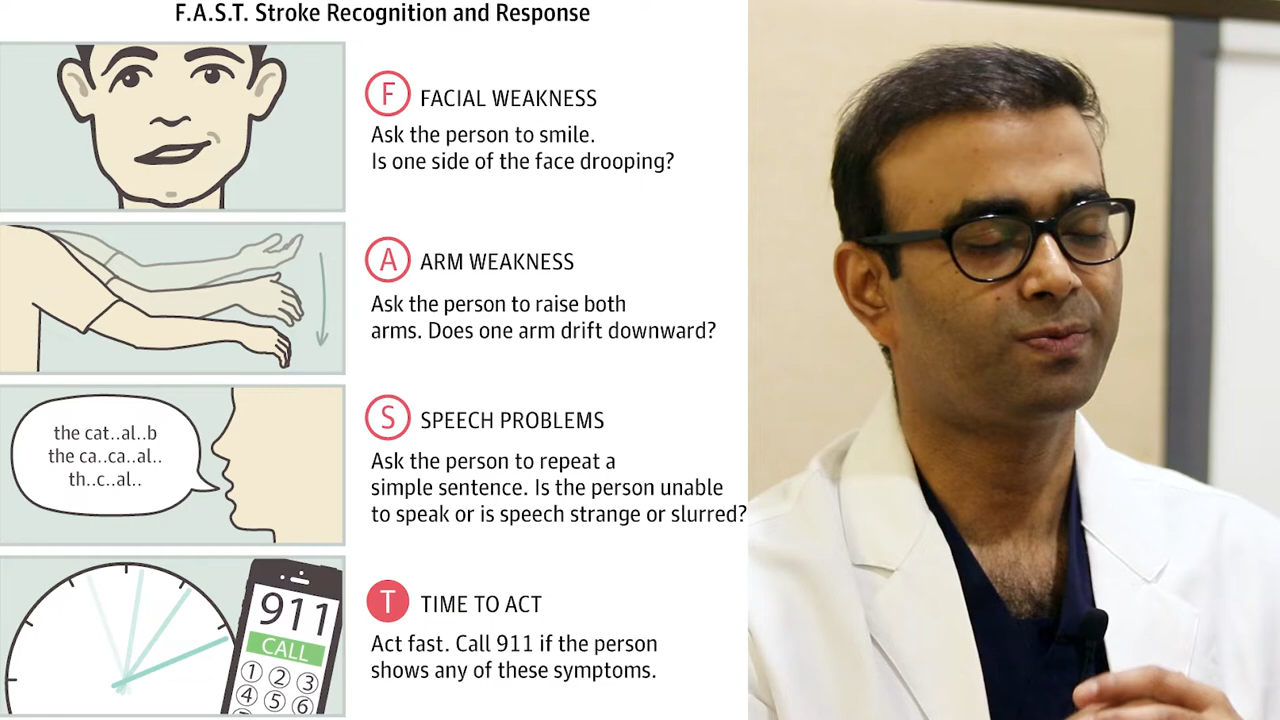 F.A.S.T. Stroke Recognition and Response
F FACIAL WEAKNESS
Ask the person to smile.
Is one side of the face drooping?
A ARM WEAKNESS
Ask the person to raise both
arms. Does one arm drift downward?
the cat..al..b
the ca..ca..al..
th..c..al..
S SPEECH PROBLEMS
Ask the person to repeat a
simple sentence. Is the person unable
to speak or is speech strange or slurred?
911
CALL
1 2 3
4 5 6
T TIME TO ACT
Act fast. Call 911 if the person
shows any of these symptoms.